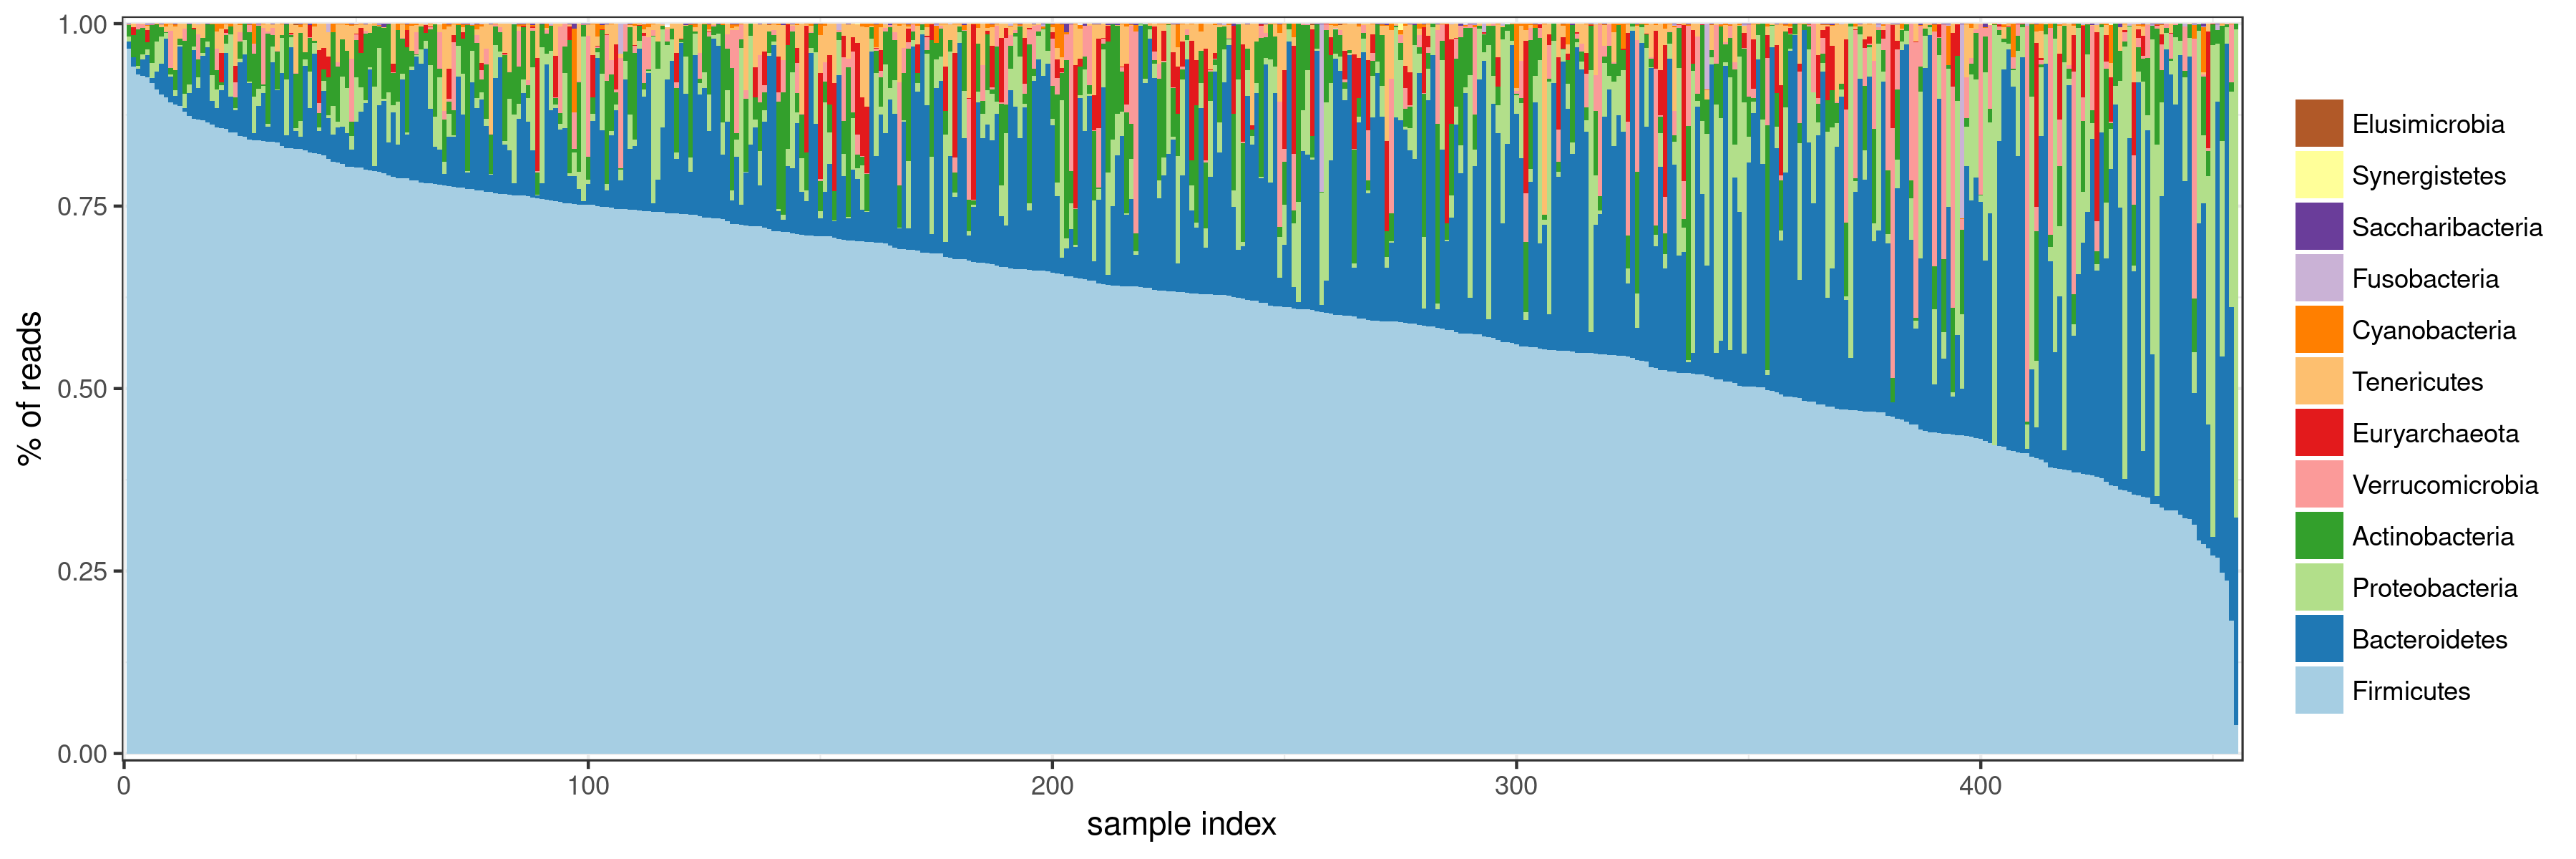 1.00
0.75
0.50
0.25
0.00
% of reads
0
100
200
300
400
sample index
Elusimicrobia
Synergistetes
Saccharibacteria
Fusobacteria
Cyanobacteria
Tenericutes
Euryarchaeota
Verrucomicrobia
Actinobacteria
Proteobacteria
Bacteroidetes
Firmicutes